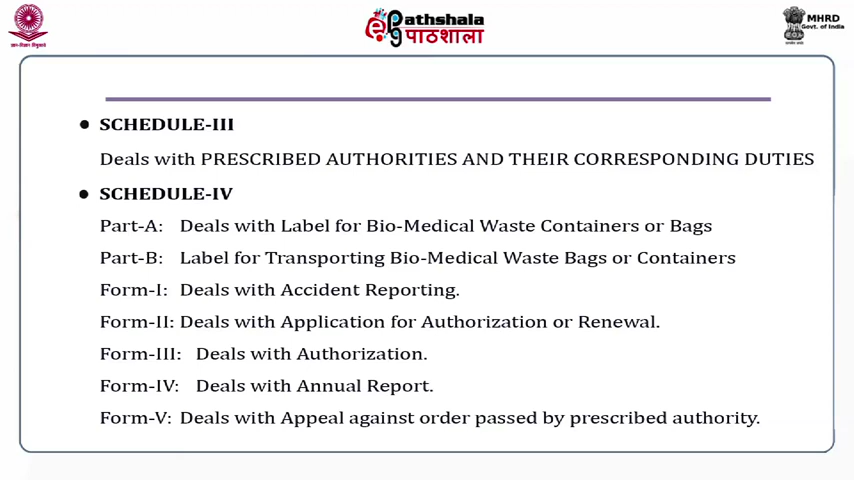 Pathshala
पाठशाला
MHRD
Govt. of India
SCHEDULE-III
Deals with PRESCRIBED AUTHORITIES AND THEIR CORRESPONDING DUTIES
SCHEDULE-IV
Part-A: Deals with Label for Bio-Medical Waste Containers or Bags
Part-B: Label for Transporting Bio-Medical Waste Bags or Containers
Form-I: Deals with Accident Reporting.
Form-II: Deals with Application for Authorization or Renewal.
Form-III: Deals with Authorization.
Form-IV: Deals with Annual Report.
Form-V: Deals with Appeal against order passed by prescribed authority.